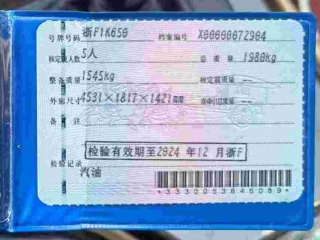 号牌号码 浙F1K650 档案编号 X00000072904
核定载人数 5人 总质量 1980kg
整备质量 1545kg 核定载质量 --
外廓尺寸 4531×1817×1421mm 准牵引总质量 --
备注
检验有效期至2024年12月浙F
检验记录
汽油
*3330053846089*